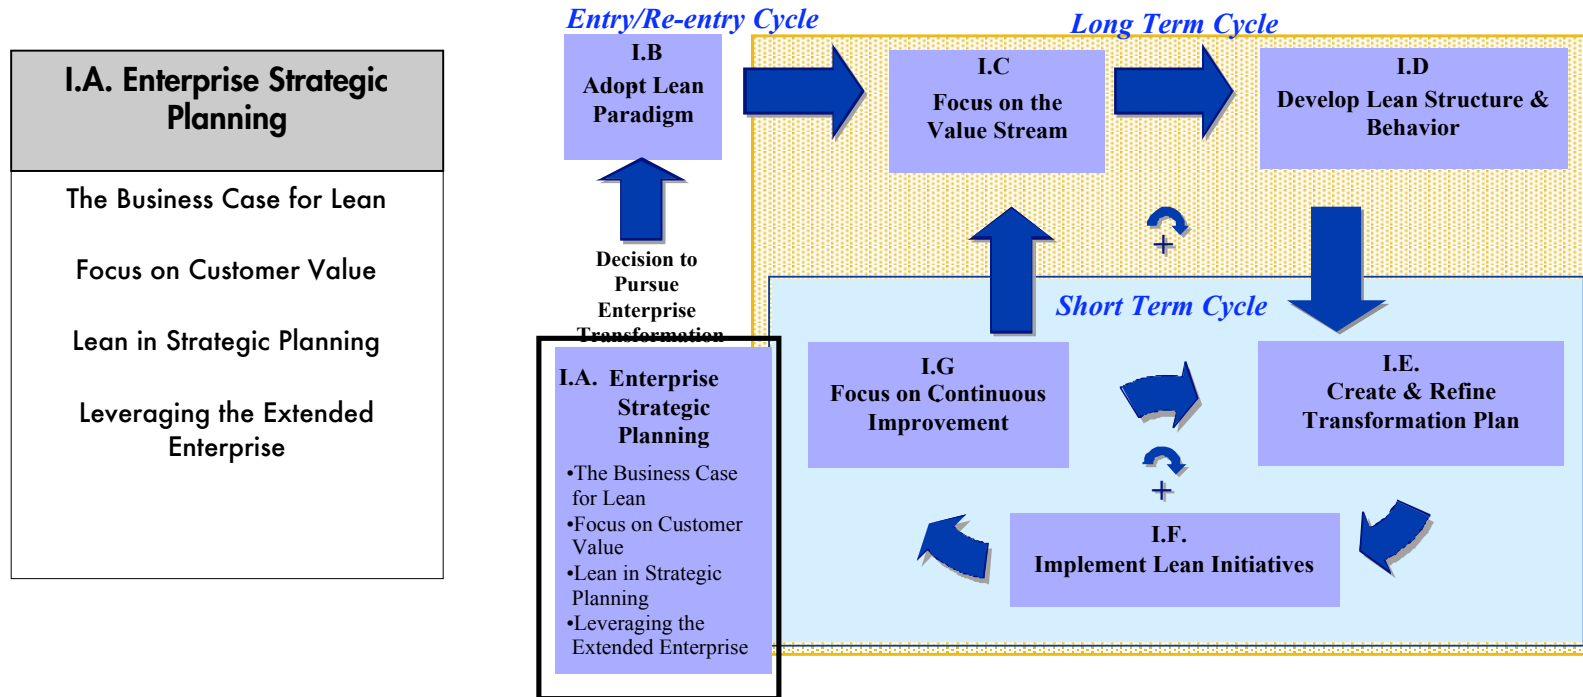 I.A. Enterprise Strategic
Planning
The Business Case for Lean
Focus on Customer Value
Lean in Strategic Planning
Leveraging the Extended
Enterprise
Entry/Re-entry Cycle
Long Term Cycle
I.B
Adopt Lean
Paradigm
I.C
Focus on the
Value Stream
I.D
Develop Lean Structure &
Behavior
Decision to
Pursue
Enterprise
Transformation
+
Short Term Cycle
I.A. Enterprise
Strategic
Planning
•The Business Case
for Lean
•Focus on Customer
Value
•Lean in Strategic
Planning
•Leveraging the
Extended Enterprise
I.G
Focus on Continuous
Improvement
I.E.
Create & Refine
Transformation Plan
+
I.F.
Implement Lean Initiatives